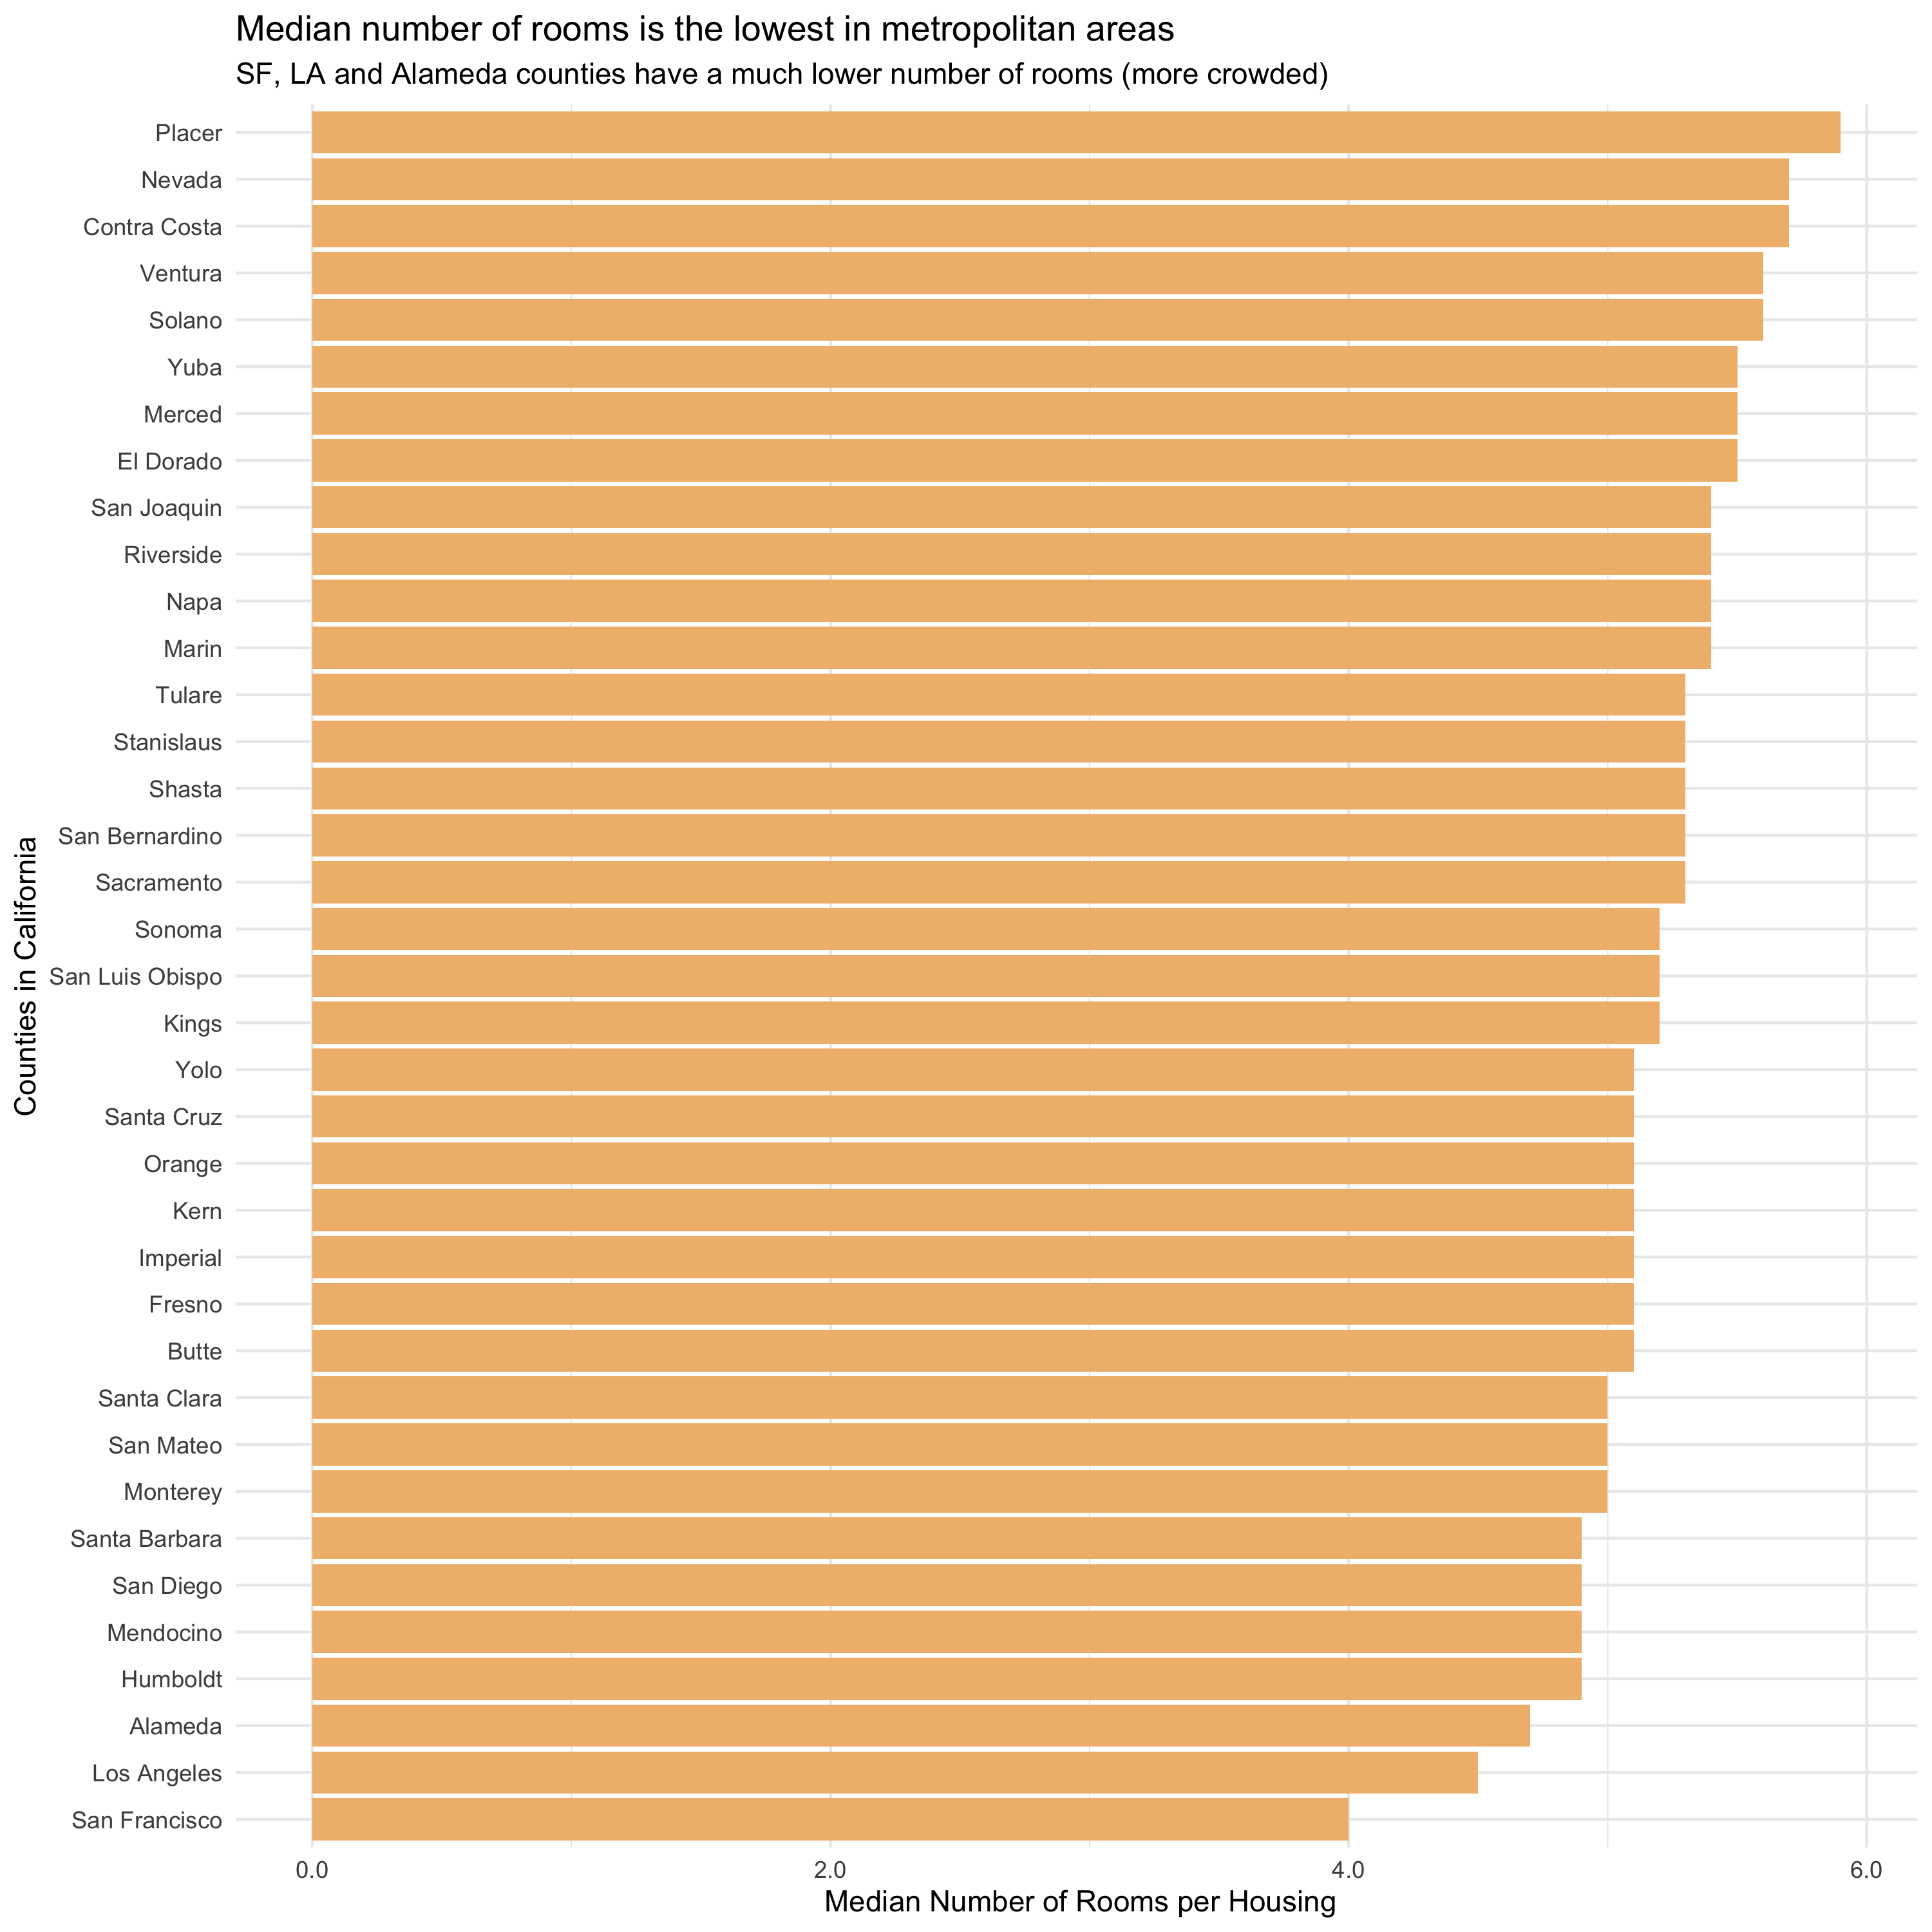 Median number of rooms is the lowest in metropolitan areas
SF, LA and Alameda counties have a much lower number of rooms (more crowded)
Counties in California
Placer
Nevada
Contra Costa
Ventura
Solano
Yuba
Merced
El Dorado
San Joaquin
Riverside
Napa
Marin
Tulare
Stanislaus
Shasta
San Bernardino
Sacramento
Sonoma
San Luis Obispo
Kings
Yolo
Santa Cruz
Orange
Kern
Imperial
Fresno
Butte
Santa Clara
San Mateo
Monterey
Santa Barbara
San Diego
Mendocino
Humboldt
Alameda
Los Angeles
San Francisco
0.0 2.0 4.0 6.0
Median Number of Rooms per Housing